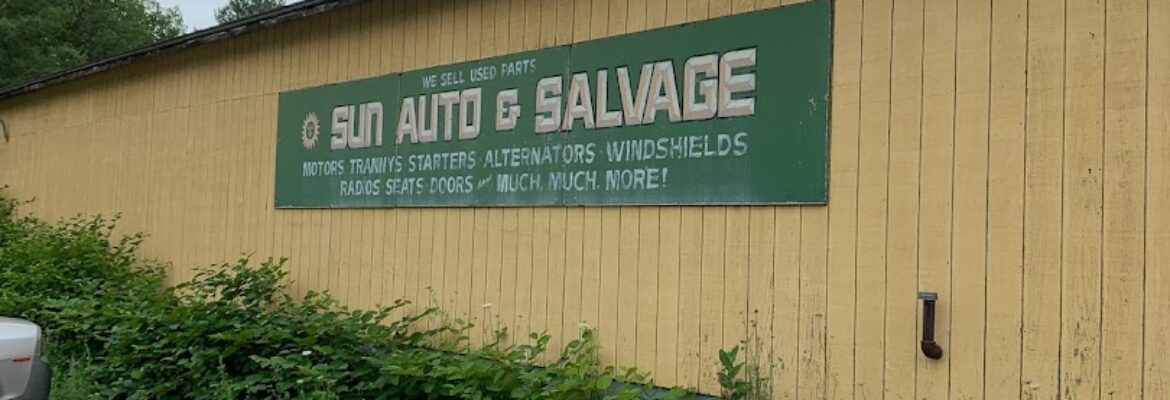 WE SELL USED PARTS
SUN AUTO & SALVAGE
MOTORS TRANNYS STARTERS · ALTERNATORS · WINDSHIELDS
RADIOS SEATS DOORS and MUCH, MUCH, MORE!